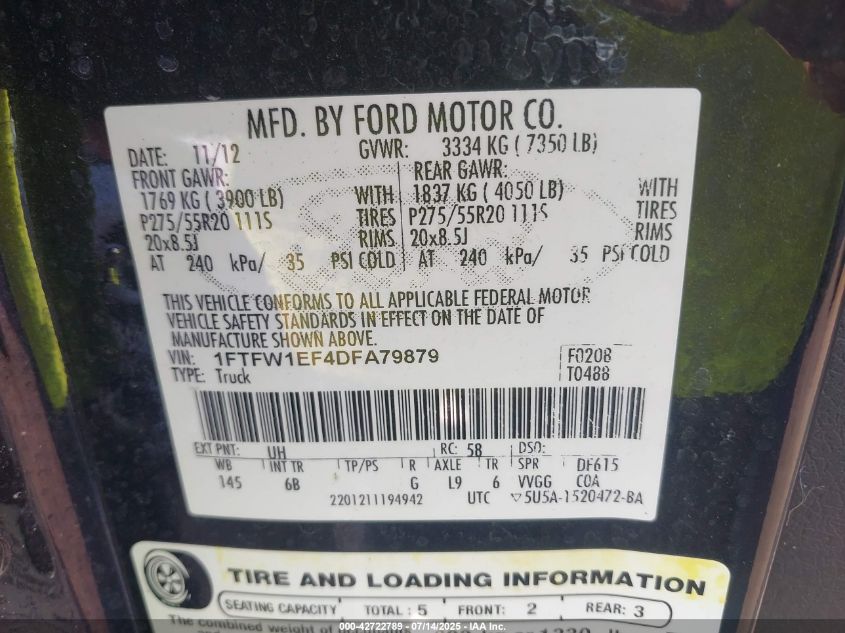 MFD. BY FORD MOTOR CO.
DATE: 11/12 GVWR: 3334 KG ( 7350 LB)
FRONT GAWR: REAR GAWR:
1769 KG ( 3900 LB) WITH 1837 KG ( 4050 LB) WITH
P275/55R20 111S TIRES P275/55R20 111S TIRES
20x8.5J RIMS 20x8.5J RIMS
AT 240 kPa/ 35 PSI COLD AT 240 kPa/ 35 PSI COLD
THIS VEHICLE CONFORMS TO ALL APPLICABLE FEDERAL MOTOR
VEHICLE SAFETY STANDARDS IN EFFECT ON THE DATE OF
MANUFACTURE SHOWN ABOVE.
VIN: 1FTFW1EF4DFA79879 F0208
TYPE: Truck T0488
EXT PNT: UH RC: 58 DSO:
WB INT TR TP/PS R AXLE TR SPR DF615
145 6B G L9 6 VVGG COA
2201211194942 UTC ▽5U5A-1520472-BA
TIRE AND LOADING INFORMATION
SEATING CAPACITY TOTAL : 5 FRONT: 2 REAR: 3
The combined weight of
000-42722789 - 07/14/2025 -